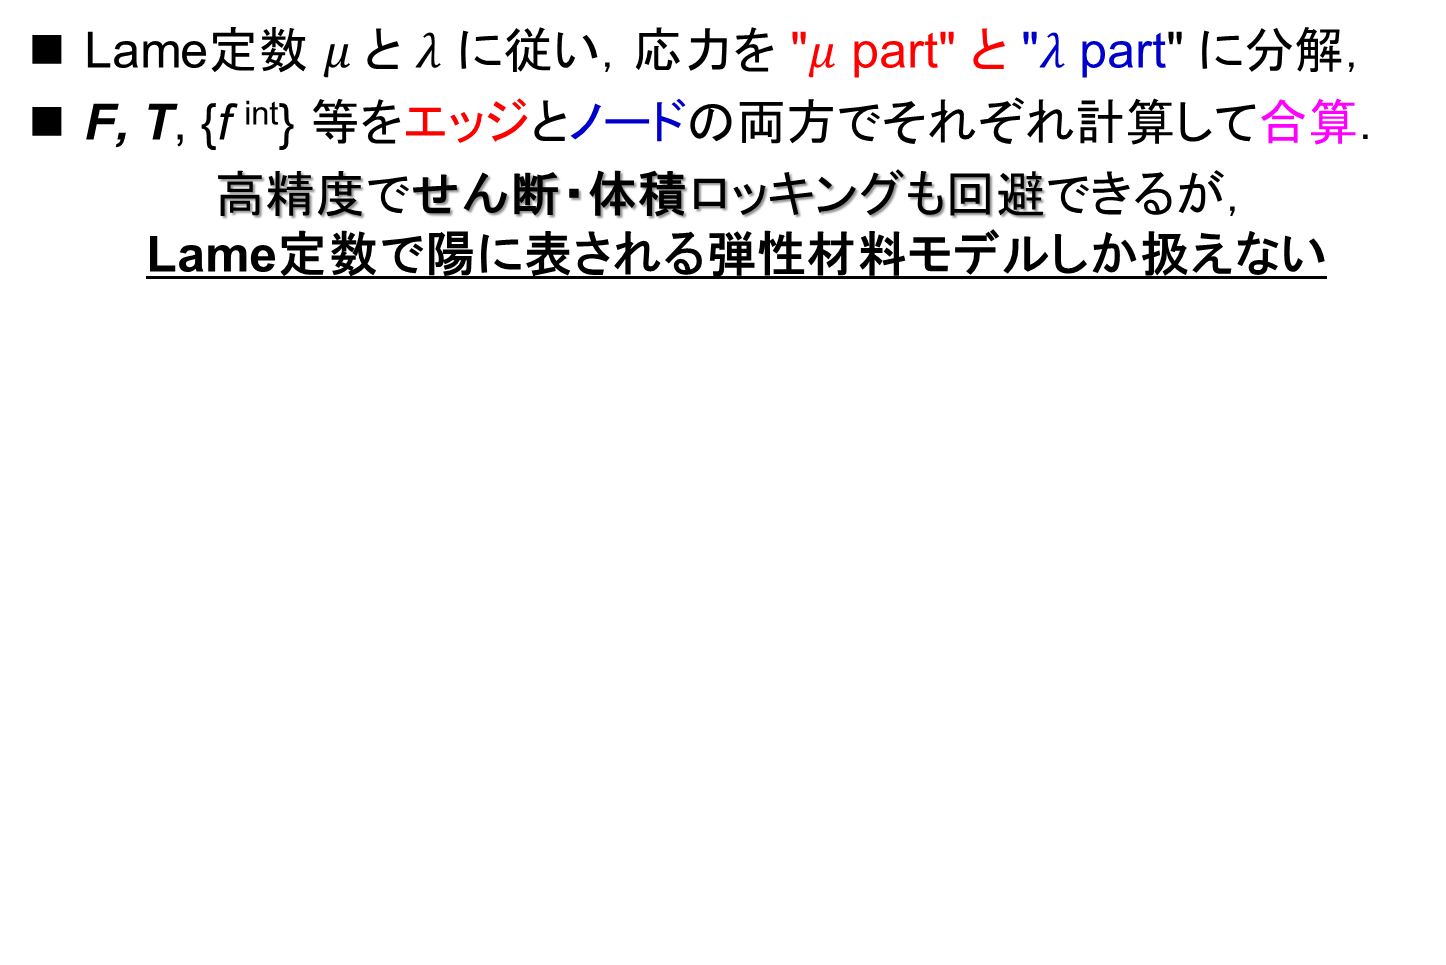 ■ Lame定数 μ と λ に従い，応力を "μ part" と "λ part" に分解，
■ F, T, {f int} 等をエッジとノードの両方でそれぞれ計算して合算．
高精度でせん断・体積ロッキングも回避できるが，
Lame定数で陽に表される弾性材料モデルしか扱えない